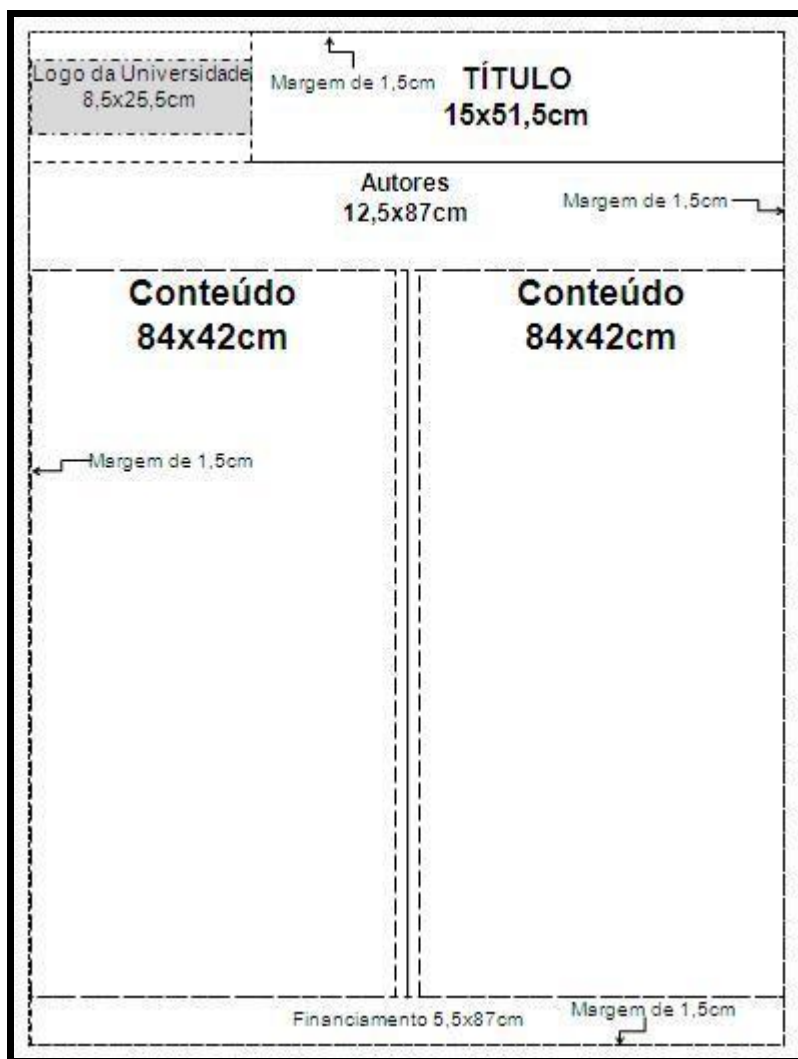 Logo da Universidade
8,5x25,5cm
Margem de 1,5cm
TÍTULO
15x51,5cm
Autores
12,5x87cm
Margem de 1,5cm
Conteúdo
84x42cm
Conteúdo
84x42cm
Margem de 1,5cm
Financiamento 5,5x87cm
Margem de 1,5cm